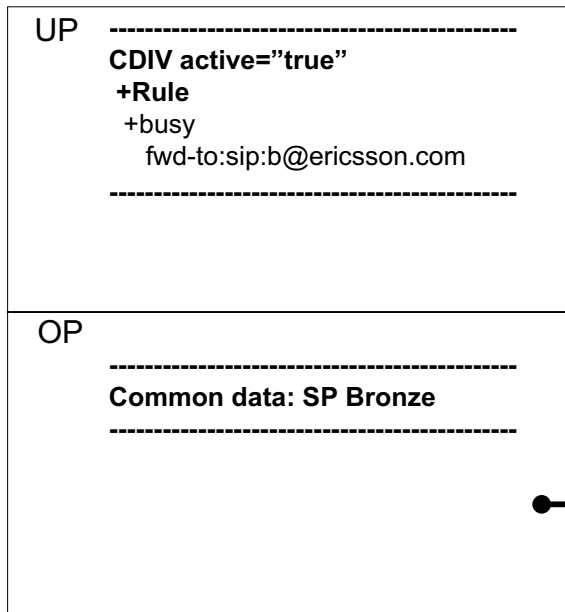 UP
-----------------------------------------------
CDIV active=”true”
+Rule
+busy
fwd-to:sip:b@ericsson.com
-----------------------------------------------
OP
-----------------------------------------------
Common data: SP Bronze
-----------------------------------------------